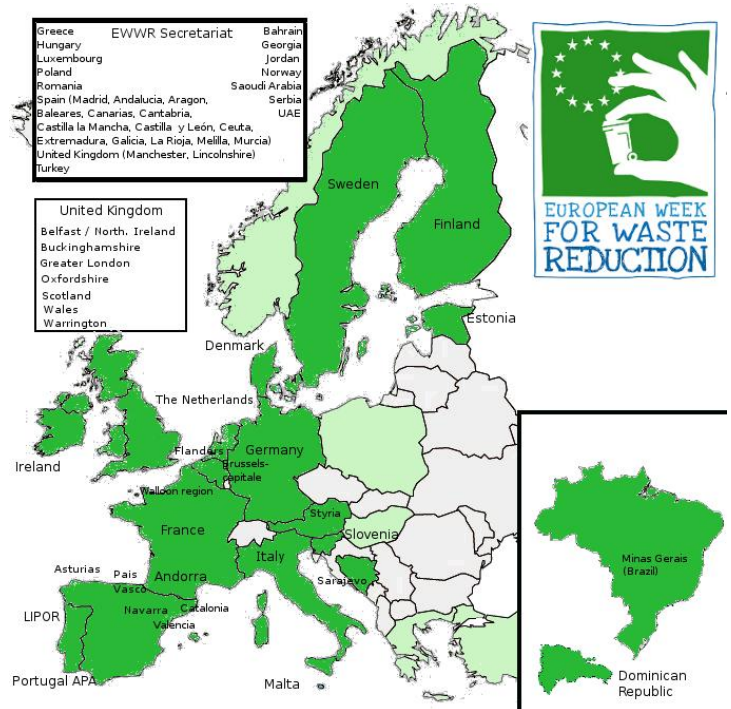 EWWR Secretariat
Greece
Hungary
Luxembourg
Poland
Romania
Spain (Madrid, Andalucia, Aragon,
Baleares, Canarias, Cantabria,
Castilla la Mancha, Castilla y León, Ceuta,
Extremadura, Galicia, La Rioja, Melilla, Murcia)
United Kingdom (Manchester, Lincolnshire)
Turkey
Bahrain
Georgia
Jordan
Norway
Saudi Arabia
Serbia
UAE
EUROPEAN WEEK
FOR WASTE
REDUCTION
United Kingdom
Belfast / North. Ireland
Buckinghamshire
Greater London
Oxfordshire
Scotland
Wales
Warrington
Sweden
Finland
Estonia
Denmark
The Netherlands
Ireland
Flanders
Germany
Brussels-
capitale
Walloon region
Styria
France
Slovenia
Italy
Asturias
Pais
Vasco
Andorra
Sarajevo
LIPOR
Navarra
Catalonia
Valencia
Portugal APA
Malta
Minas Gerais
(Brazil)
Dominican
Republic